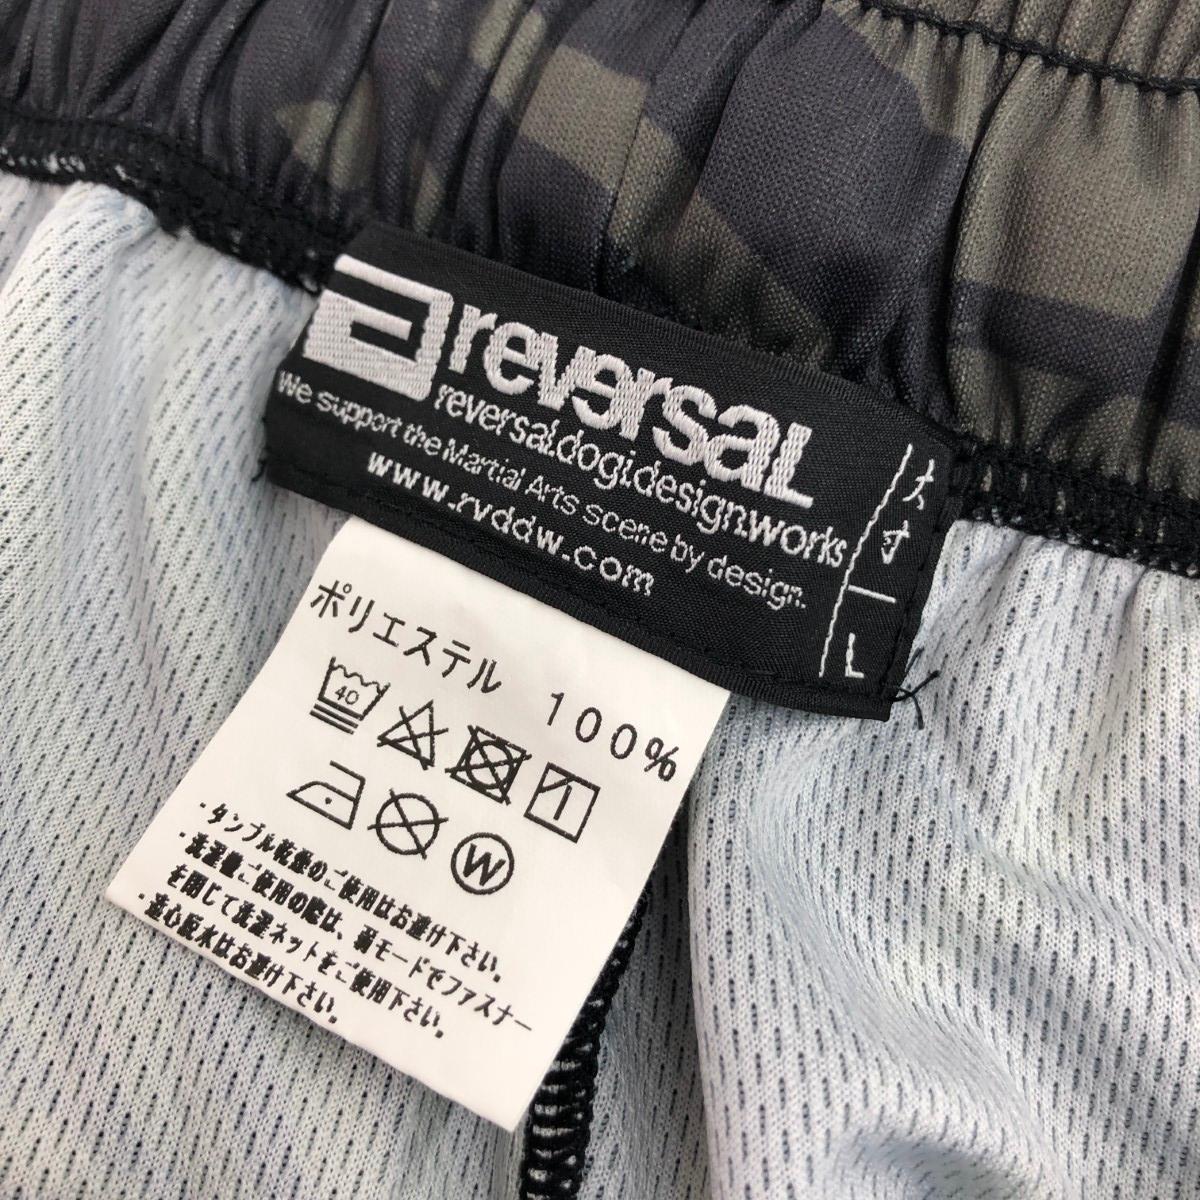 reversal
reversal.dogi.design.works
We support the Martial Arts scene by design.
www.rvddw.com
大寸
L
ポリエステル 100%
40
W
・タンブル乾燥のご使用はお避け下さい。
・洗濯機ご使用の際は、弱モードでファスナー
を閉じて洗濯ネットをご使用下さい。
・遠心脱水はお避け下さい。